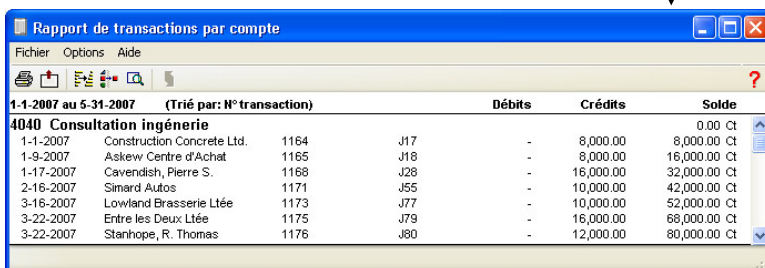 Rapport de transactions par compte
Fichier Options Aide
?
1-1-2007 au 5-31-2007 (Trié par: N° transaction) Débits Crédits Solde
4040 Consultation ingénerie 0.00 Ct
1-1-2007 Construction Concrete Ltd. 1164 J17 - 8,000.00 8,000.00 Ct
1-9-2007 Askew Centre d'Achat 1165 J18 - 8,000.00 16,000.00 Ct
1-17-2007 Cavendish, Pierre S. 1168 J28 - 16,000.00 32,000.00 Ct
2-16-2007 Simard Autos 1171 J55 - 10,000.00 42,000.00 Ct
3-16-2007 Lowland Brasserie Ltée 1173 J77 - 10,000.00 52,000.00 Ct
3-22-2007 Entre les Deux Ltée 1175 J79 - 16,000.00 68,000.00 Ct
3-22-2007 Stanhope, R. Thomas 1176 J80 - 12,000.00 80,000.00 Ct